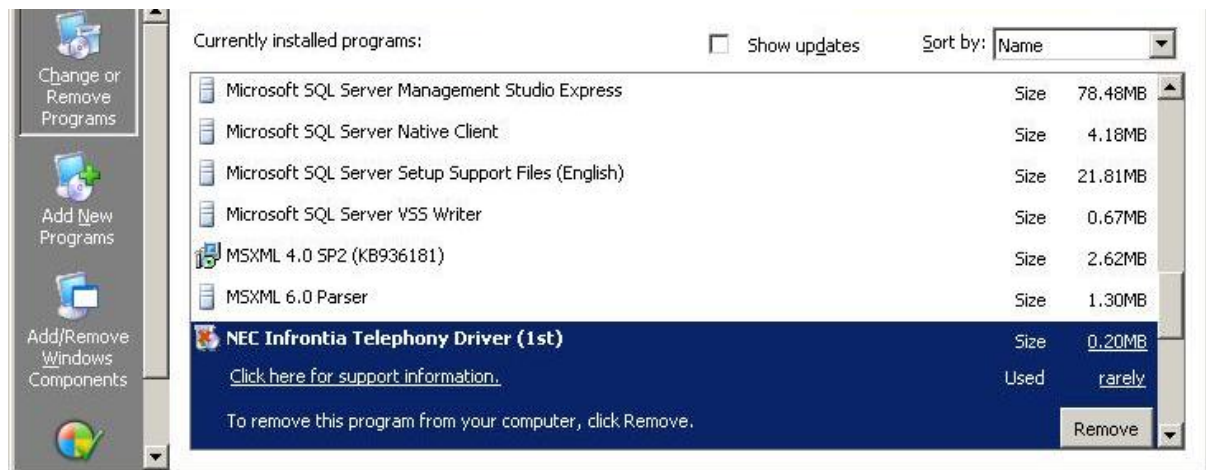 Change or
Remove
Programs
Add New
Programs
Add/Remove
Windows
Components
Currently installed programs: Show updates Sort by: Name
Microsoft SQL Server Management Studio Express Size 78.48MB
Microsoft SQL Server Native Client Size 4.18MB
Microsoft SQL Server Setup Support Files (English) Size 21.81MB
Microsoft SQL Server VSS Writer Size 0.67MB
MSXML 4.0 SP2 (KB936181) Size 2.62MB
MSXML 6.0 Parser Size 1.30MB
NEC Infrontia Telephony Driver (1st) Size 0.20MB
Click here for support information. Used rarely
To remove this program from your computer, click Remove. Remove